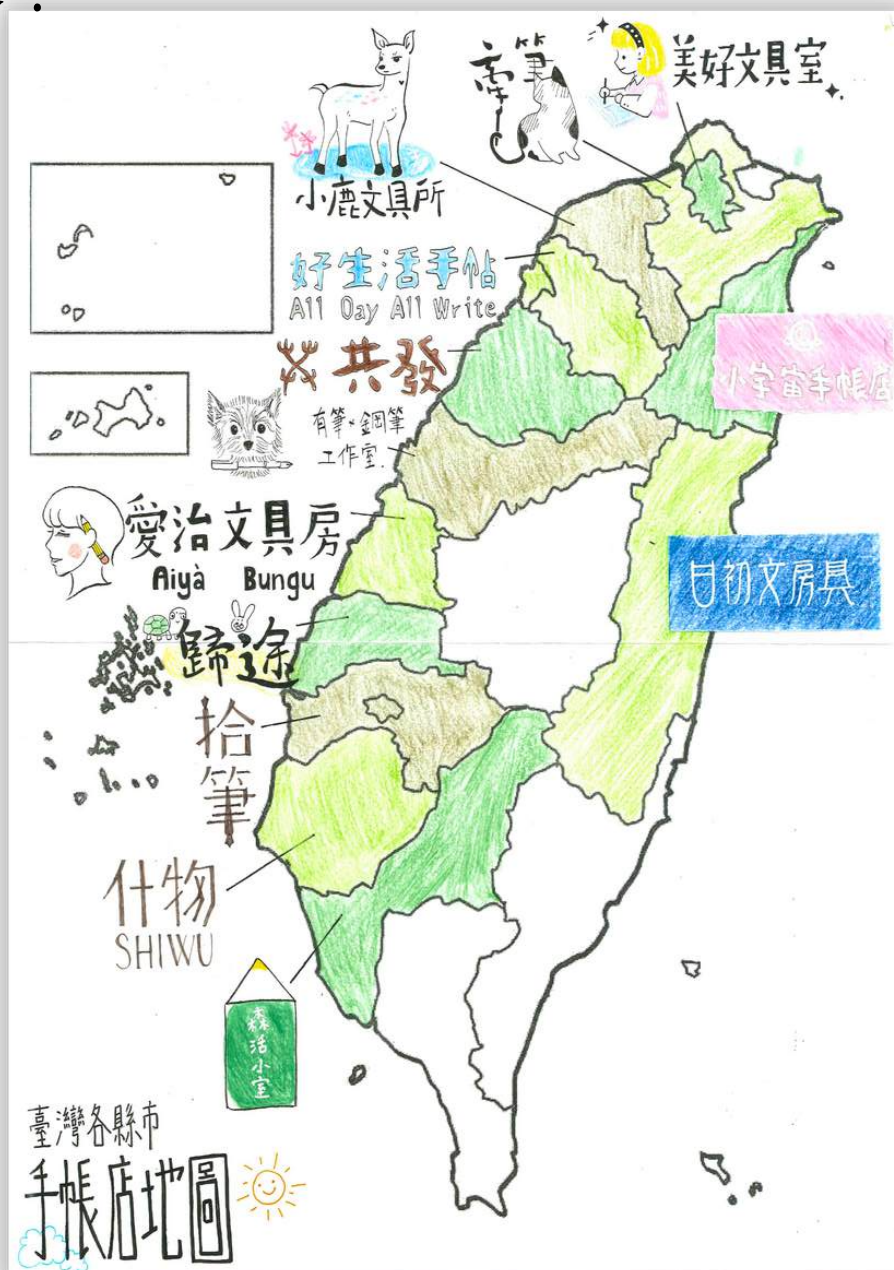 筆
美好文具室
小鹿文具所
好生活手帖
All Day All Write
共發
有筆×鋼筆
工作室.
小宇宙手帳店
愛治文具房
Aiyà Bungu
日初文房具
歸途
拾筆
什物
SHIWU
森活小室
臺灣各縣市
手帳店地圖